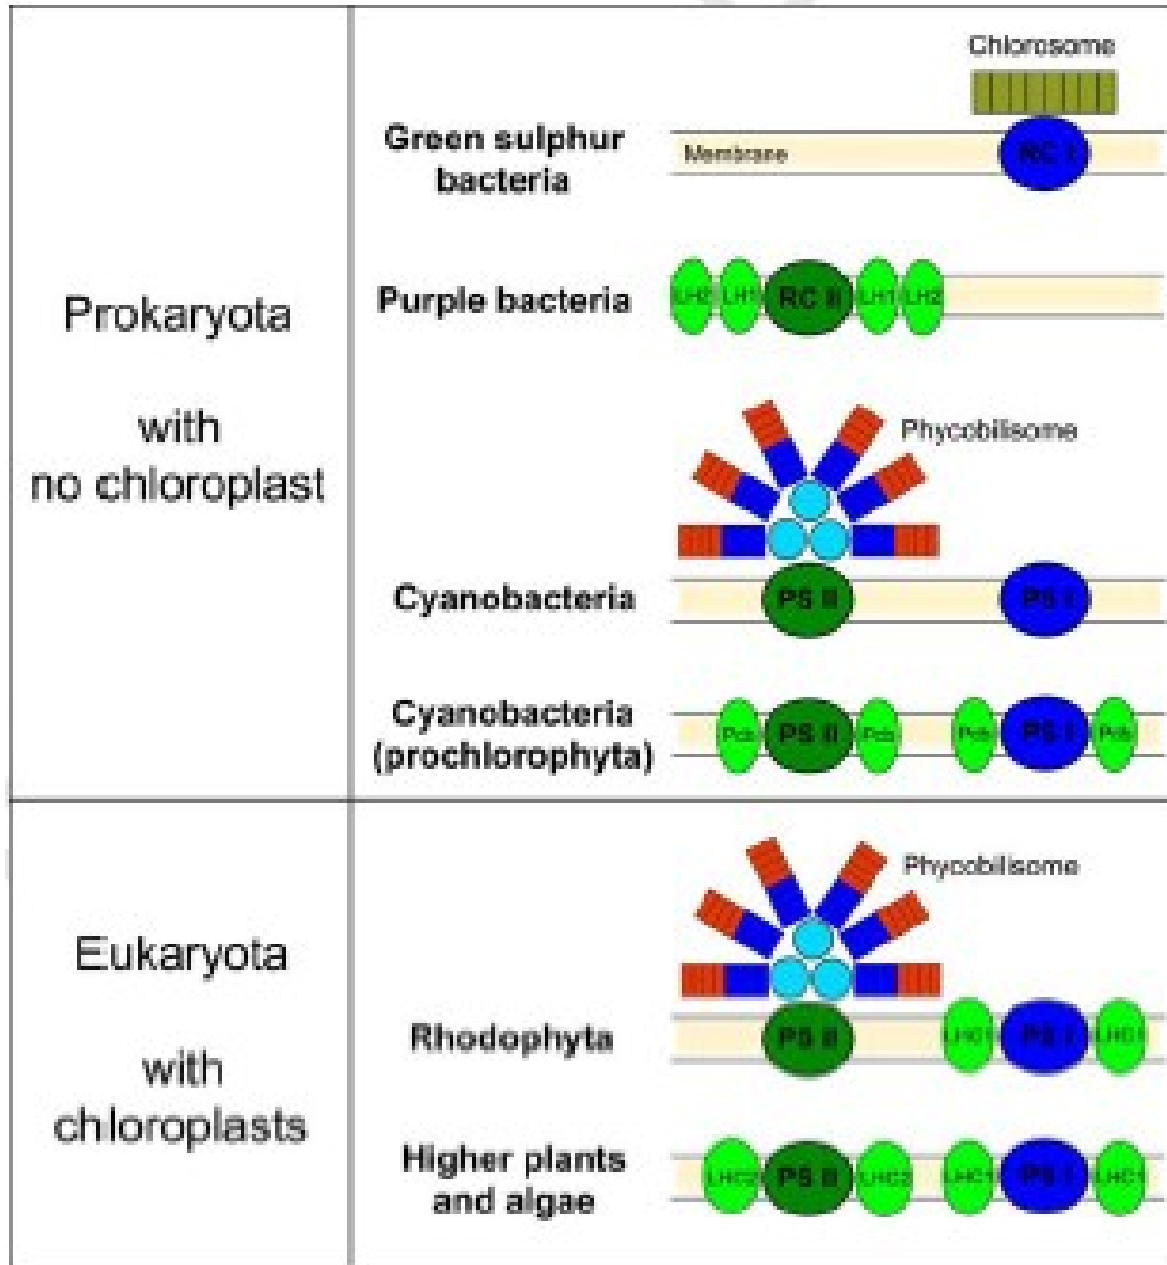 Prokaryota
with
no chloroplast
Chlorosome
Green sulphur
bacteria
Membrane
RC I
Purple bacteria
LH2 LH1 RC II LH1 LH2
Phycobilisome
Cyanobacteria
PS II PS I
Cyanobacteria
(prochlorophyta)
Pcb PS II Pcb Pcb PS I Pcb
Eukaryota
with
chloroplasts
Phycobilisome
Rhodophyta
PS II LHC1 PS I LHC1
Higher plants
and algae
LHC2 PS II LHC2 LHC1 PS I LHC1